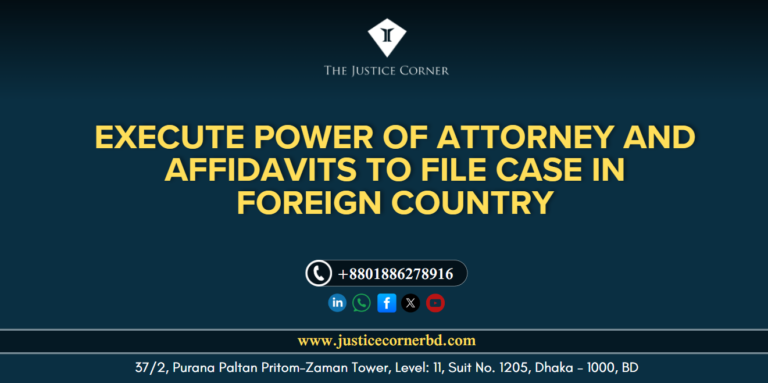 THE JUSTICE CORNER
EXECUTE POWER OF ATTORNEY AND
AFFIDAVITS TO FILE CASE IN
FOREIGN COUNTRY
+8801886278916
www.justicecornerbd.com
37/2, Purana Paltan Pritom-Zaman Tower, Level: 11, Suit No. 1205, Dhaka - 1000, BD